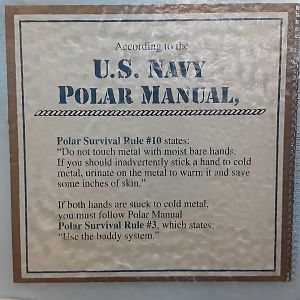 According to the
U.S. NAVY
POLAR MANUAL,
Polar Survival Rule #10 states:
"Do not touch metal with moist bare hands.
If you should inadvertently stick a hand to cold
metal, urinate on the metal to warm it and save
some inches of skin."
If both hands are stuck to cold metal,
you must follow Polar Manual
Polar Survival Rule #3, which states:
"Use the buddy system."